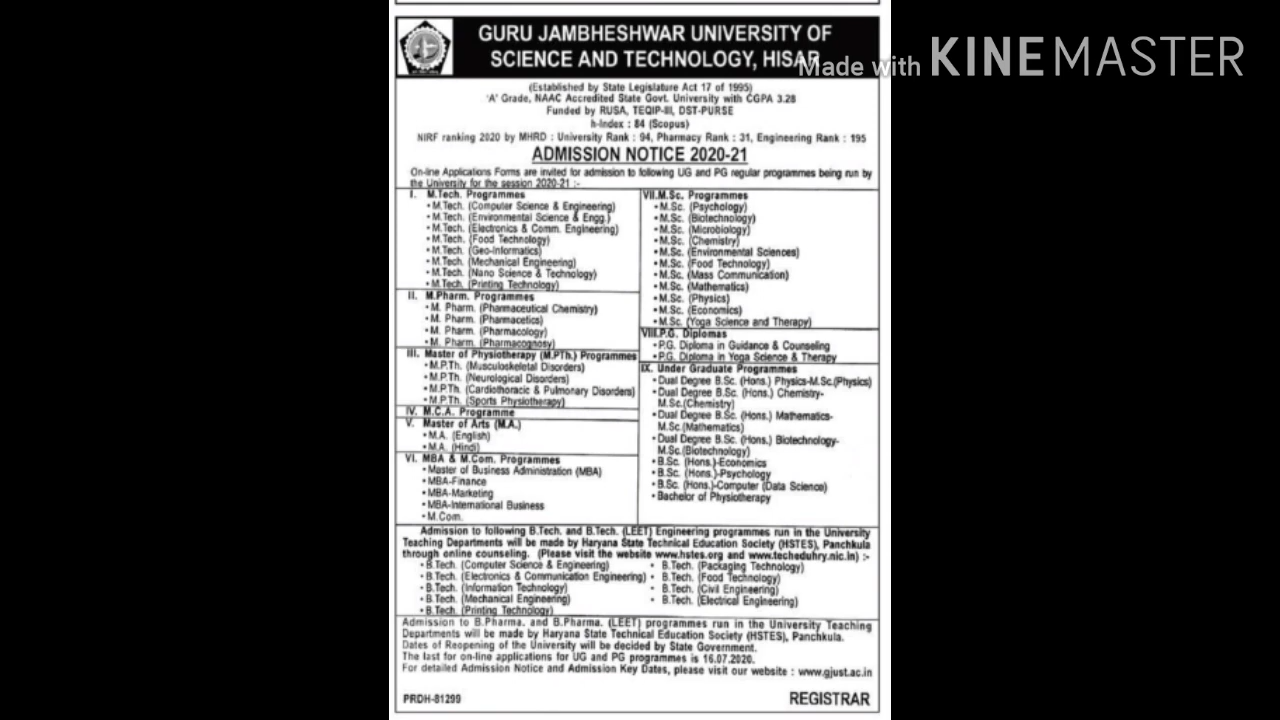 GURU JAMBHESHWAR UNIVERSITY OF
SCIENCE AND TECHNOLOGY, HISAR
Made with KINEMASTER
(Established by State Legislature Act 17 of 1995)
'A' Grade, NAAC Accredited State Govt. University with CGPA 3.28
Funded by RUSA, TEQIP-III, DST-PURSE
h-Index : 84 (Scopus)
NIRF ranking 2020 by MHRD : University Rank : 94, Pharmacy Rank : 31, Engineering Rank : 195
ADMISSION NOTICE 2020-21
On-line Applications Forms are invited for admission to following UG and PG regular programmes being run by
the University for the session 2020-21 :-
I. M.Tech. Programmes
• M.Tech. (Computer Science & Engineering)
• M.Tech. (Environmental Science & Engg.)
• M.Tech. (Electronics & Comm. Engineering)
• M.Tech. (Food Technology)
• M.Tech. (Geo-Informatics)
• M.Tech. (Mechanical Engineering)
• M.Tech. (Nano Science & Technology)
• M.Tech. (Printing Technology)
II. M.Pharm. Programmes
• M. Pharm. (Pharmaceutical Chemistry)
• M. Pharm. (Pharmacetics)
• M. Pharm. (Pharmacology)
• M. Pharm. (Pharmacognosy)
III. Master of Physiotherapy (M.PTh.) Programmes
• M.P.Th. (Musculoskeletal Disorders)
• M.P.Th. (Neurological Disorders)
• M.P.Th. (Cardiothoracic & Pulmonary Disorders)
• M.P.Th. (Sports Physiotherapy)
IV. M.C.A. Programme
V. Master of Arts (M.A.)
• M.A. (English)
• M.A. (Hindi)
VI. MBA & M.Com. Programmes
• Master of Business Administration (MBA)
• MBA-Finance
• MBA-Marketing
• MBA-International Business
• M.Com.
VII.M.Sc. Programmes
• M.Sc. (Psychology)
• M.Sc. (Biotechnology)
• M.Sc. (Microbiology)
• M.Sc. (Chemistry)
• M.Sc. (Environmental Sciences)
• M.Sc. (Food Technology)
• M.Sc. (Mass Communication)
• M.Sc. (Mathematics)
• M.Sc. (Physics)
• M.Sc. (Economics)
• M.Sc. (Yoga Science and Therapy)
VIII.P.G. Diplomas
• P.G. Diploma in Guidance & Counseling
• P.G. Diploma in Yoga Science & Therapy
IX. Under Graduate Programmes
• Dual Degree B.Sc. (Hons.) Physics-M.Sc.(Physics)
• Dual Degree B.Sc. (Hons.) Chemistry-
M.Sc.(Chemistry)
• Dual Degree B.Sc. (Hons.) Mathematics-
M.Sc.(Mathematics)
• Dual Degree B.Sc. (Hons.) Biotechnology-
M.Sc.(Biotechnology)
• B.Sc. (Hons.)-Economics
• B.Sc. (Hons.)-Psychology
• B.Sc. (Hons.)-Computer (Data Science)
• Bachelor of Physiotherapy
Admission to following B.Tech. and B.Tech. (LEET) Engineering programmes run in the University
Teaching Departments will be made by Haryana State Technical Education Society (HSTES), Panchkula
through online counseling. (Please visit the website www.hstes.org and www.techeduhry.nic.in) :-
• B.Tech. (Computer Science & Engineering)
• B.Tech. (Electronics & Communication Engineering)
• B.Tech. (Information Technology)
• B.Tech. (Mechanical Engineering)
• B.Tech. (Printing Technology)
• B.Tech. (Packaging Technology)
• B.Tech. (Food Technology)
• B.Tech. (Civil Engineering)
• B.Tech. (Electrical Engineering)
Admission to B.Pharma. and B.Pharma. (LEET) programmes run in the University Teaching
Departments will be made by Haryana State Technical Education Society (HSTES), Panchkula.
Dates of Reopening of the University will be decided by State Government.
The last for on-line applications for UG and PG programmes is 16.07.2020.
For detailed Admission Notice and Admission Key Dates, please visit our website : www.gjust.ac.in
PRDH-81299
REGISTRAR